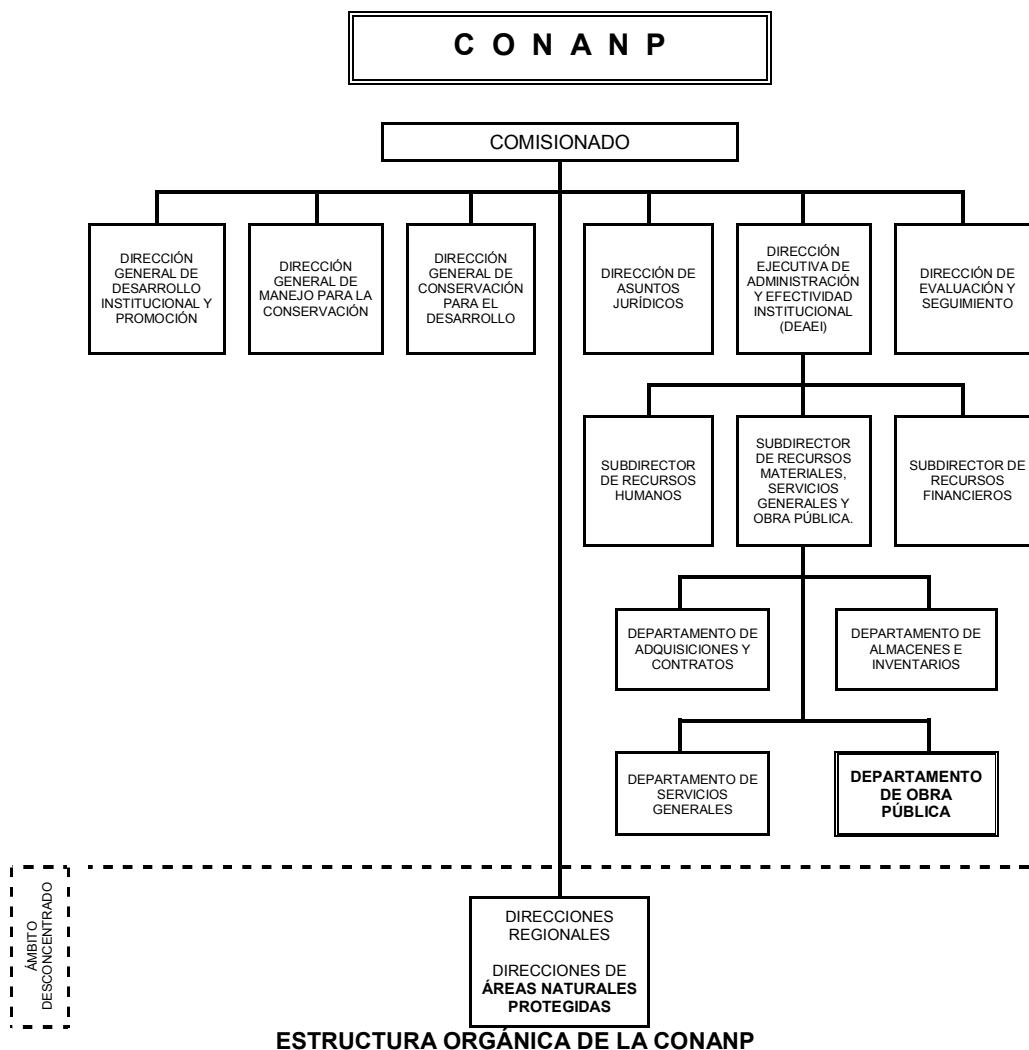 C O N A N P
COMISIONADO
DIRECCIÓN
GENERAL DE
DESARROLLO
INSTITUCIONAL Y
PROMOCIÓN
DIRECCIÓN
GENERAL DE
MANEJO PARA LA
CONSERVACIÓN
DIRECCIÓN
GENERAL DE
CONSERVACIÓN
PARA EL
DESARROLLO
DIRECCIÓN DE
ASUNTOS
JURÍDICOS
DIRECCIÓN
EJECUTIVA DE
ADMINISTRACIÓN
Y EFECTIVIDAD
INSTITUCIONAL
(DEAEI)
DIRECCIÓN DE
EVALUACIÓN Y
SEGUIMIENTO
SUBDIRECTOR
DE RECURSOS
HUMANOS
SUBDIRECTOR
DE RECURSOS
MATERIALES,
SERVICIOS
GENERALES Y
OBRA PÚBLICA.
SUBDIRECTOR DE
RECURSOS
FINANCIEROS
DEPARTAMENTO DE
ADQUISICIONES Y
CONTRATOS
DEPARTAMENTO DE
ALMACENES E
INVENTARIOS
DEPARTAMENTO DE
SERVICIOS
GENERALES
DEPARTAMENTO
DE OBRA
PÚBLICA
ÁMBITO
DESCONCENTRADO
DIRECCIONES
REGIONALES
DIRECCIONES DE
ÁREAS NATURALES
PROTEGIDAS
ESTRUCTURA ORGÁNICA DE LA CONANP